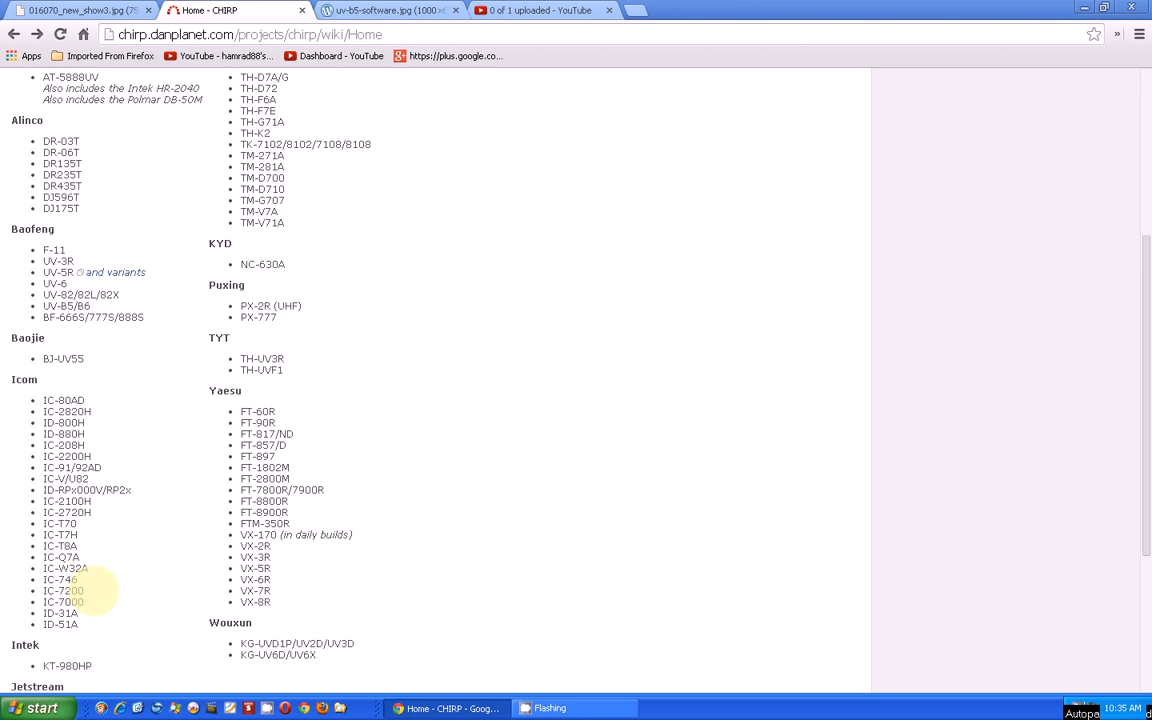 016070_new_show3.jpg (75
Home - CHIRP
uv-b5-software.jpg (1000×6
0 of 1 uploaded - YouTube
chirp.danplanet.com/projects/chirp/wiki/Home
Apps
Imported From Firefox
YouTube - hamrad88's...
Dashboard - YouTube
https://plus.google.co...
AT-5888UV
Also includes the Intek HR-2040
Also includes the Polmar DB-50M
Alinco
DR-03T
DR-06T
DR135T
DR235T
DR435T
DJ596T
DJ175T
Baofeng
F-11
UV-3R
UV-5R and variants
UV-6
UV-82/82L/82X
UV-B5/B6
BF-666S/777S/888S
Baojie
BJ-UV55
Icom
IC-80AD
IC-2820H
ID-800H
ID-880H
IC-208H
IC-2200H
IC-91/92AD
IC-V/U82
ID-RPx000V/RP2x
IC-2100H
IC-2720H
IC-T70
IC-T7H
IC-T8A
IC-Q7A
IC-W32A
IC-746
IC-7200
IC-7000
ID-31A
ID-51A
Intek
KT-980HP
Jetstream
TH-D7A/G
TH-D72
TH-F6A
TH-F7E
TH-G71A
TH-K2
TK-7102/8102/7108/8108
TM-271A
TM-281A
TM-D700
TM-D710
TM-G707
TM-V7A
TM-V71A
KYD
NC-630A
Puxing
PX-2R (UHF)
PX-777
TYT
TH-UV3R
TH-UVF1
Yaesu
FT-60R
FT-90R
FT-817/ND
FT-857/D
FT-897
FT-1802M
FT-2800M
FT-7800R/7900R
FT-8800R
FT-8900R
FTM-350R
VX-170 (in daily builds)
VX-2R
VX-3R
VX-5R
VX-6R
VX-7R
VX-8R
Wouxun
KG-UVD1P/UV2D/UV3D
KG-UV6D/UV6X
start
Home - CHIRP - Goog...
Flashing
10:35 AM
Autopa